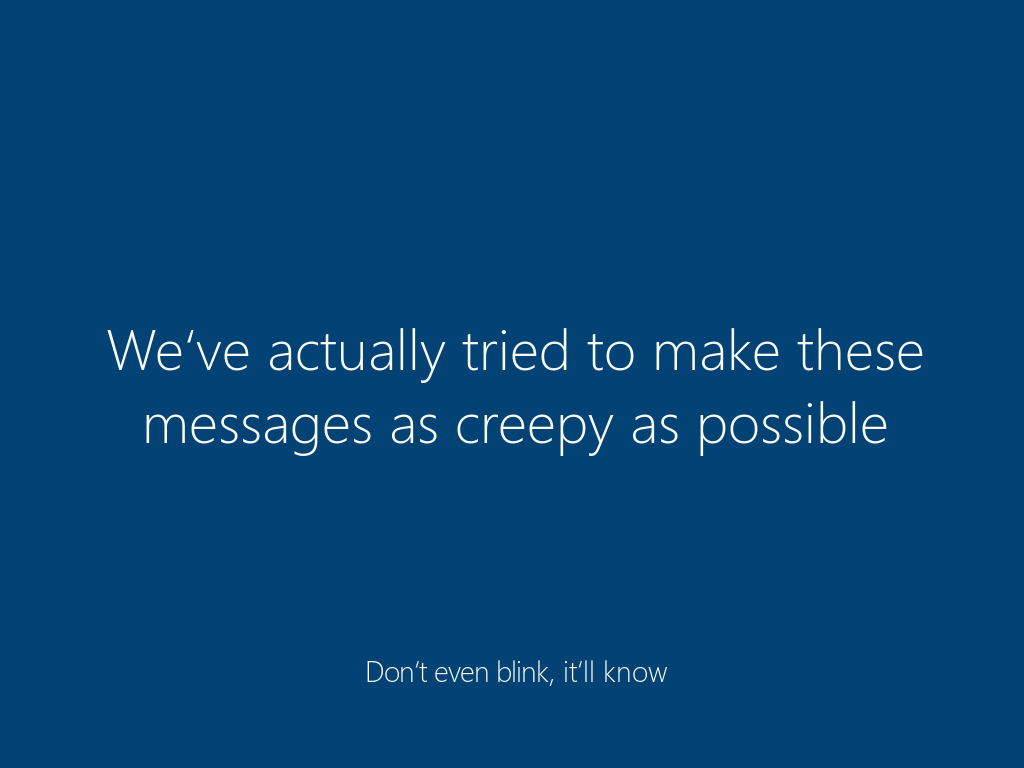 We‘ve actually tried to make these
messages as creepy as possible
Don‘t even blink, it‘ll know